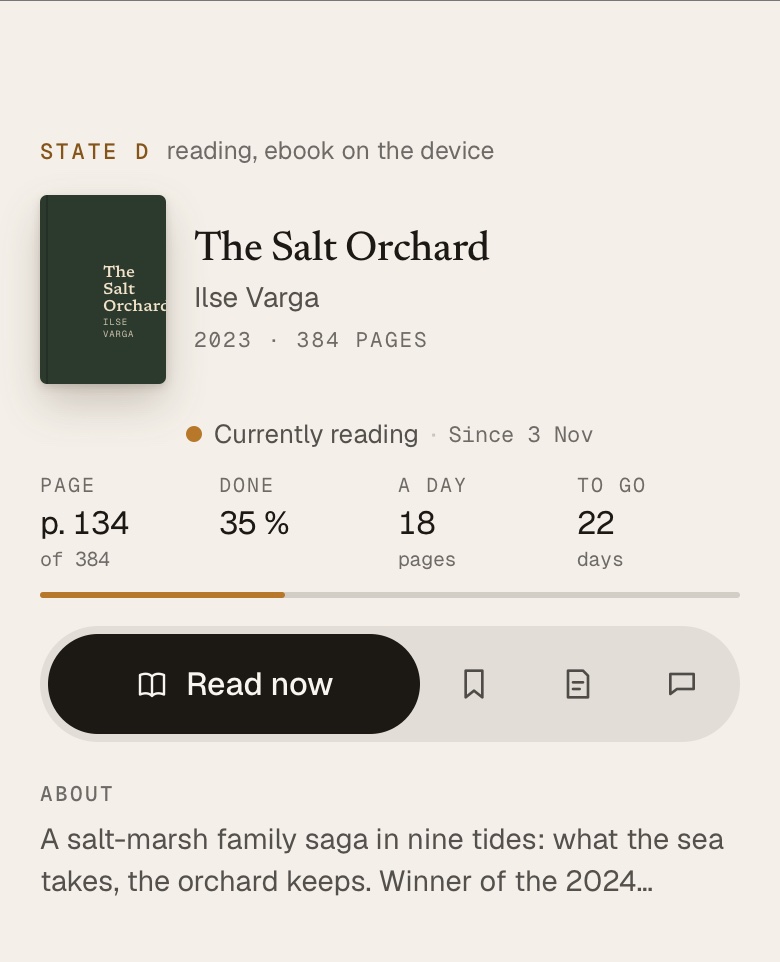 STATE D reading, ebook on the device
The
Salt
Orchard
ILSE
VARGA
The Salt Orchard
Ilse Varga
2023 · 384 PAGES
Currently reading · Since 3 Nov
PAGE DONE A DAY TO GO
p. 134 35 % 18 22
of 384 pages days
Read now
ABOUT
A salt-marsh family saga in nine tides: what the sea
takes, the orchard keeps. Winner of the 2024…